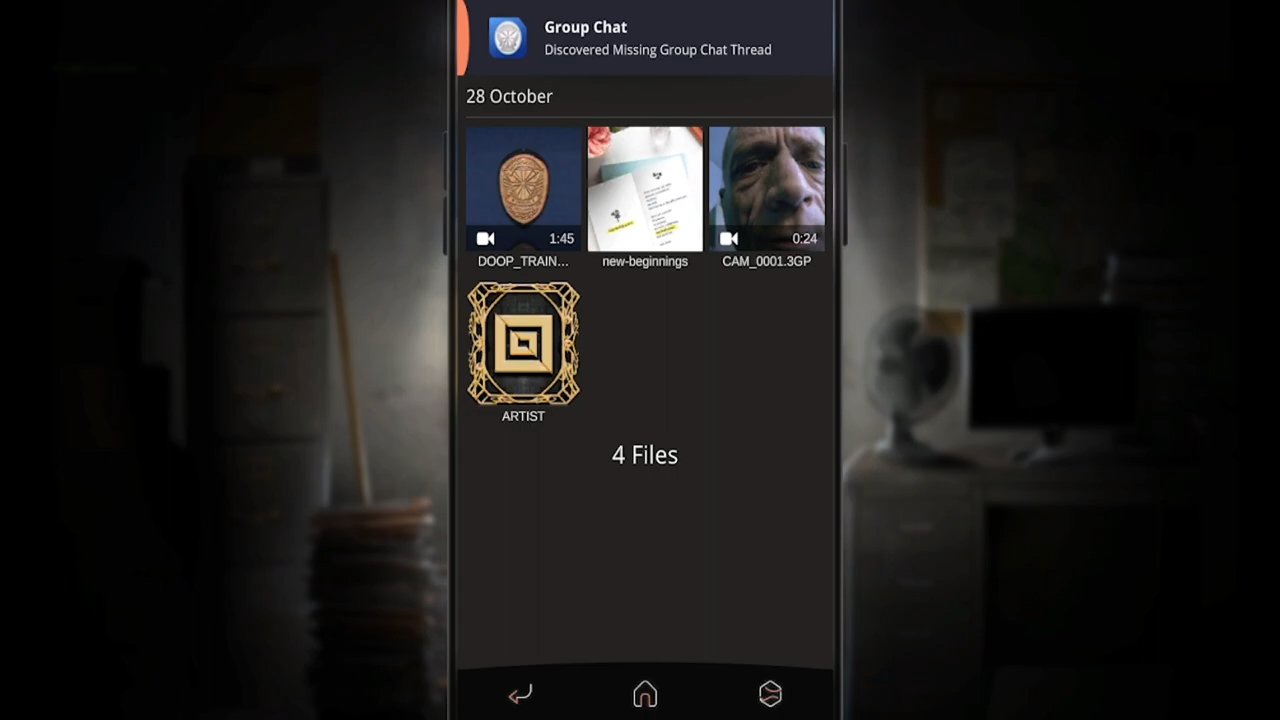 Group Chat
Discovered Missing Group Chat Thread
28 October
1:45
0:24
DOOP_TRAIN...
new-beginnings
CAM_0001.3GP
ARTIST
4 Files